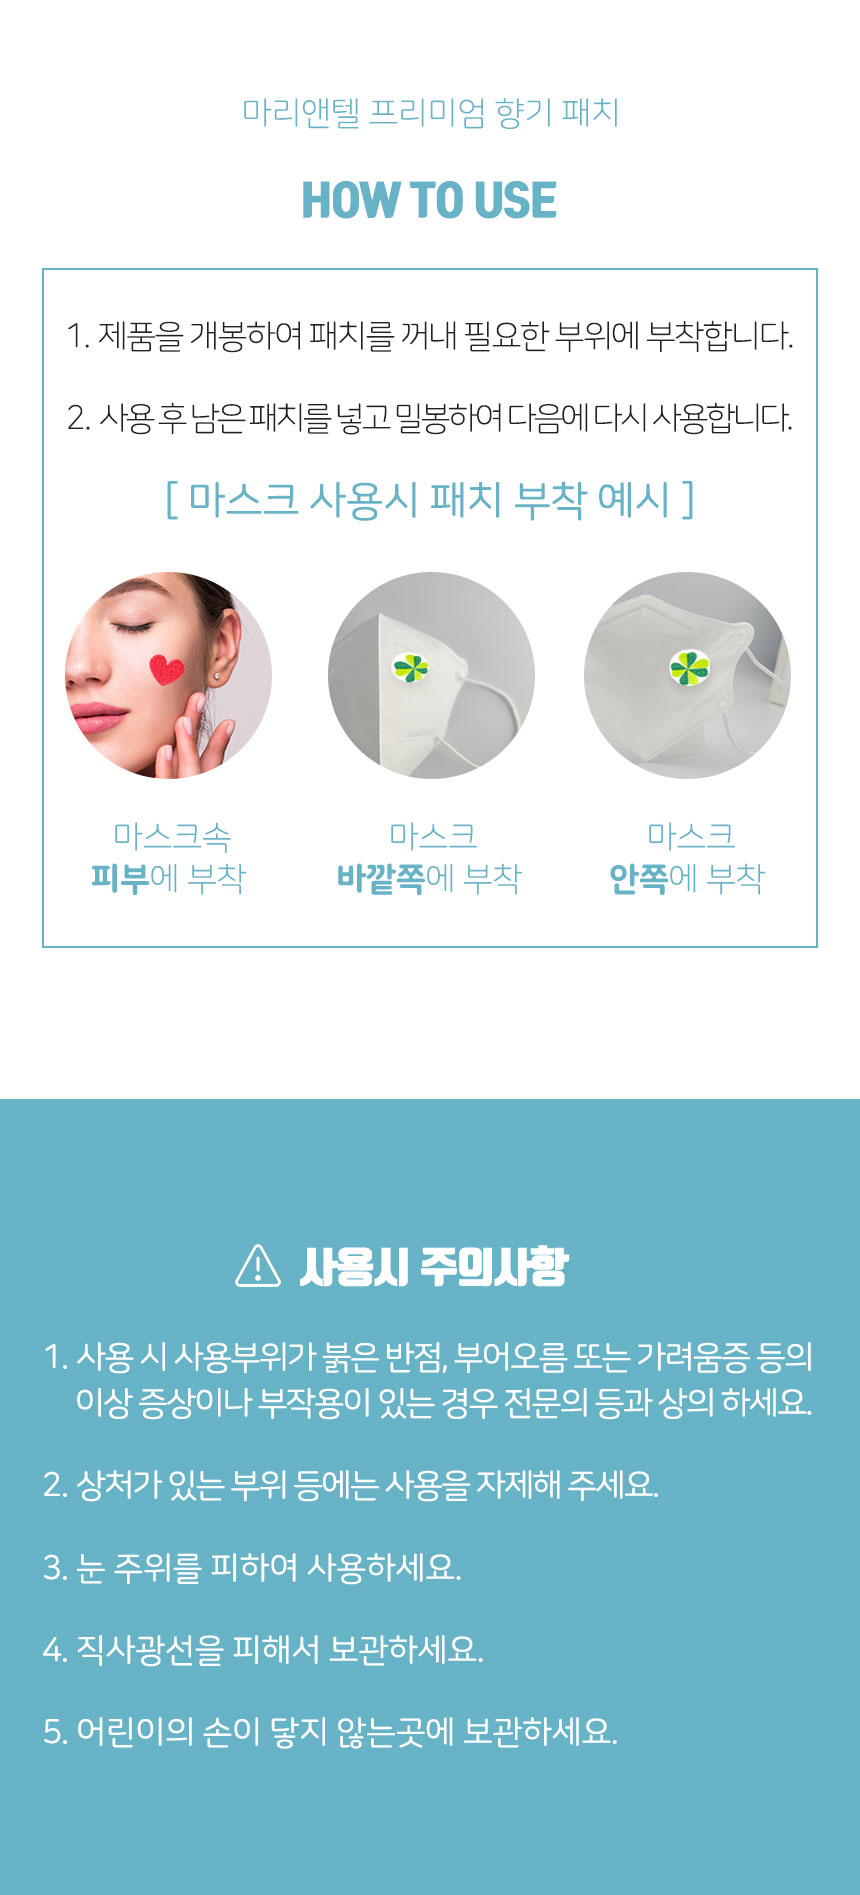 마리앤텔 프리미엄 향기 패치
HOW TO USE
1. 제품을 개봉하여 패치를 꺼내 필요한 부위에 부착합니다.
2. 사용 후 남은 패치를 넣고 밀봉하여 다음에 다시 사용합니다.
[ 마스크 사용시 패치 부착 예시 ]
마스크속
피부에 부착
마스크
바깥쪽에 부착
마스크
안쪽에 부착
사용시 주의사항
1. 사용 시 사용부위가 붉은 반점, 부어오름 또는 가려움증 등의
이상 증상이나 부작용이 있는 경우 전문의 등과 상의 하세요.
2. 상처가 있는 부위 등에는 사용을 자제해 주세요.
3. 눈 주위를 피하여 사용하세요.
4. 직사광선을 피해서 보관하세요.
5. 어린이의 손이 닿지 않는곳에 보관하세요.